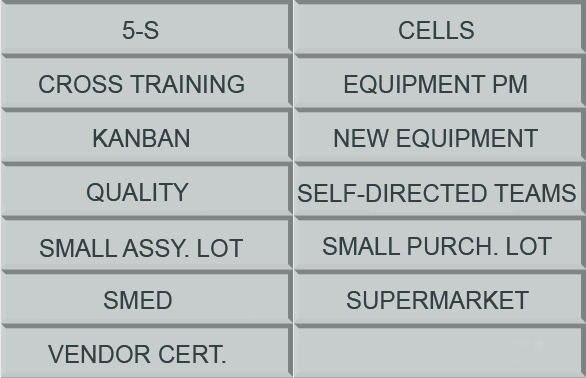 5-S
CELLS
CROSS TRAINING
EQUIPMENT PM
KANBAN
NEW EQUIPMENT
QUALITY
SELF-DIRECTED TEAMS
SMALL ASSY. LOT
SMALL PURCH. LOT
SMED
SUPERMARKET
VENDOR CERT.